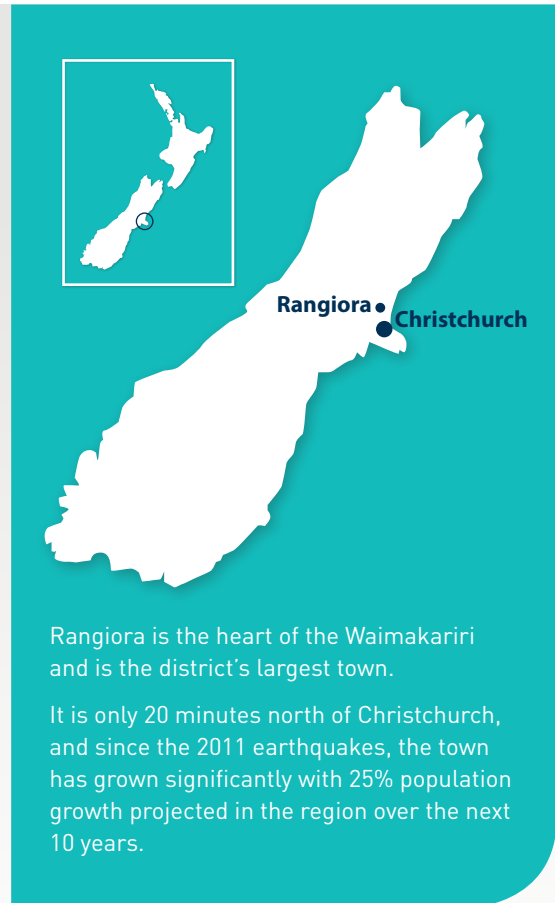 Rangiora
Christchurch
Rangiora is the heart of the Waimakariri
and is the district’s largest town.
It is only 20 minutes north of Christchurch,
and since the 2011 earthquakes, the town
has grown significantly with 25% population
growth projected in the region over the next
10 years.